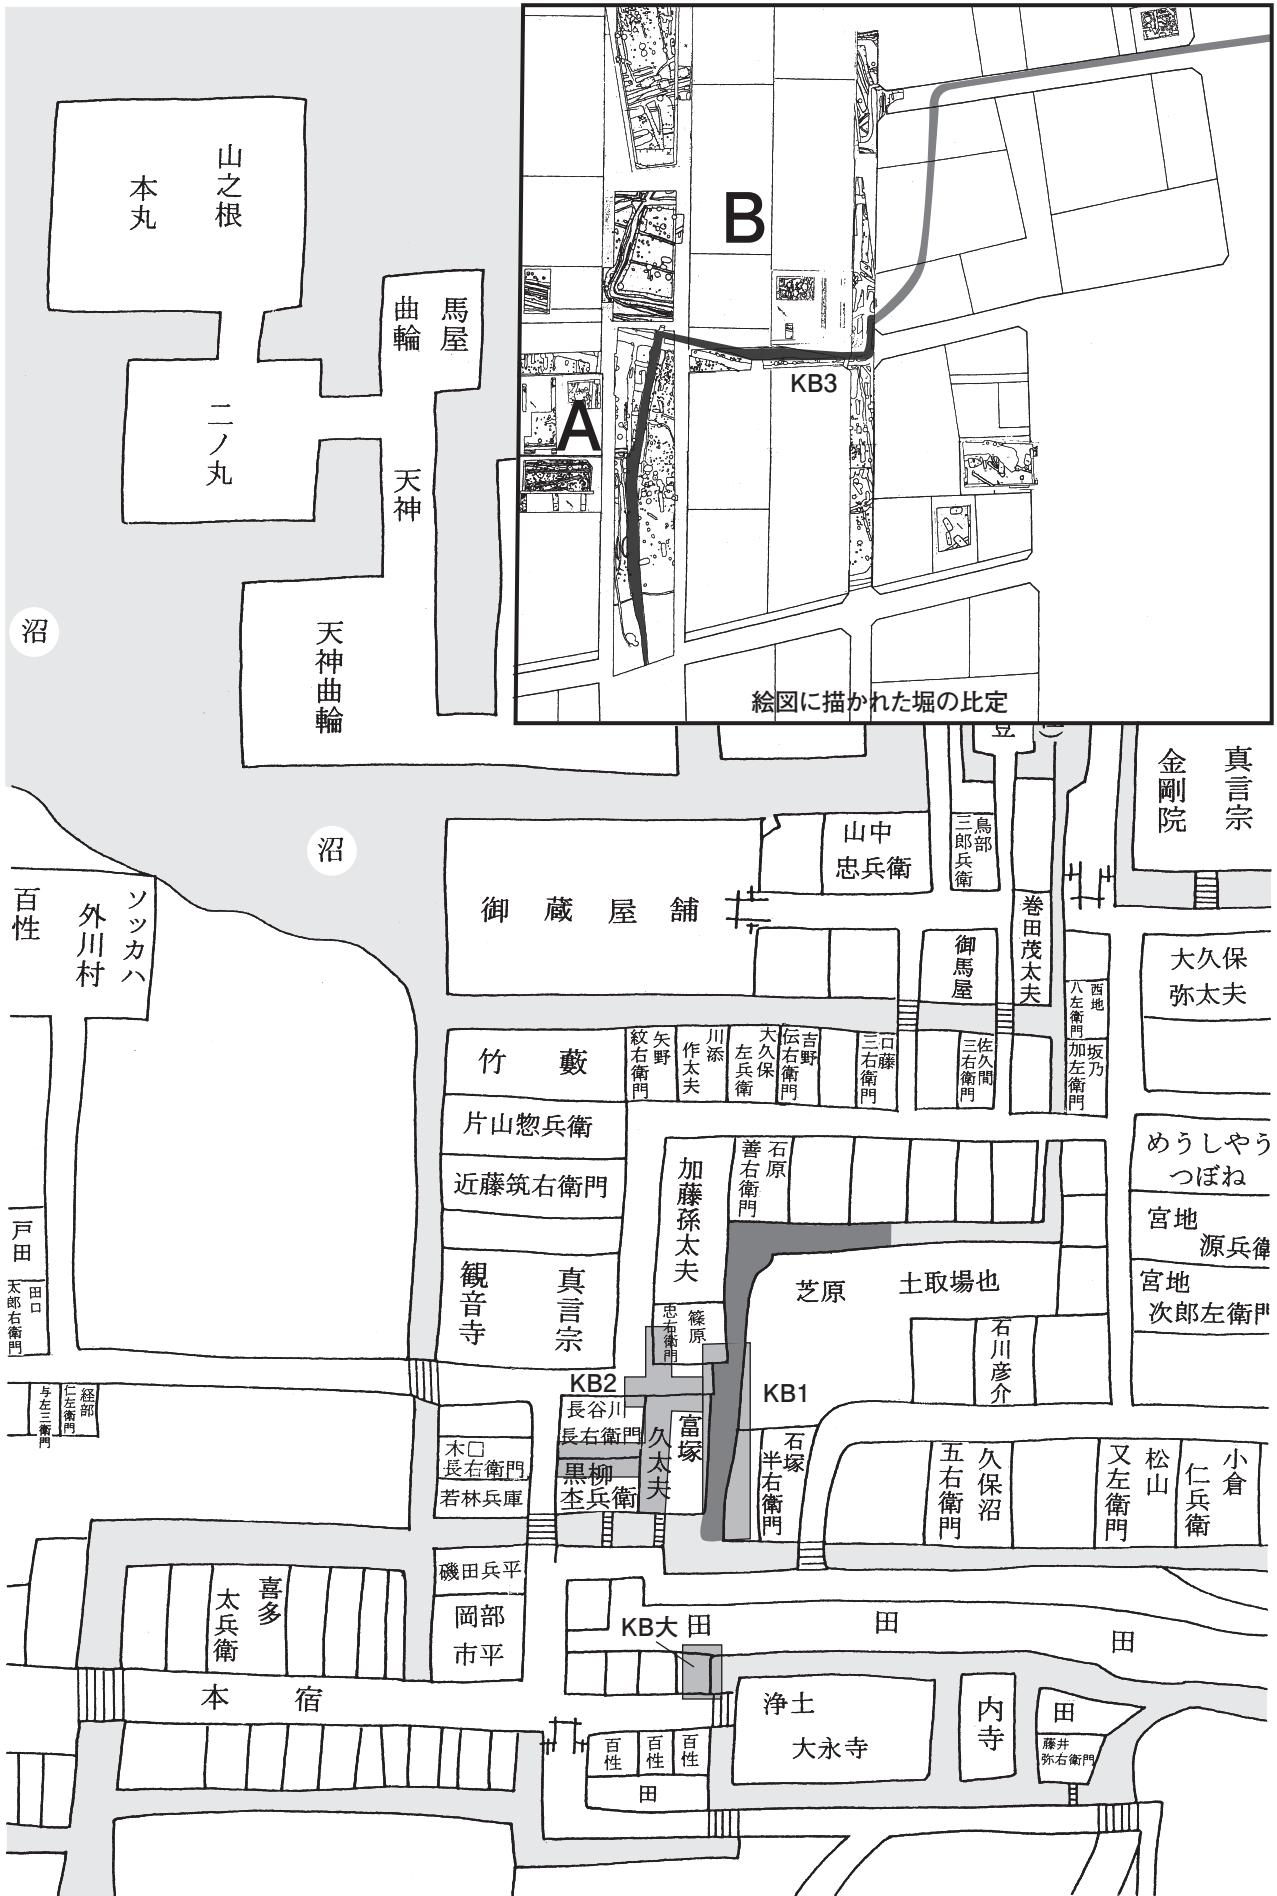 山之根
本丸
馬屋
曲輪
二ノ丸
天神
天神曲輪
沼
沼
A
B
KB3
絵図に描かれた堀の比定
真言宗
金剛院
山中
忠兵衛
鳥部
三郎兵衛
巻田茂太夫
御馬屋
御蔵屋舗
ソッカハ
外川村
百性
大久保
弥太夫
西地
八左衛門
坂乃
加左衛門
竹藪
矢野
紋右衛門
川添
作太夫
大久保
左兵衛
吉野
伝右衛門
口藤
三右衛門
佐久間
三右衛門
片山惣兵衛
近藤筑右衛門
真言宗
観音寺
加藤孫太夫
石原
善右衛門
篠原
忠右衛門
めうしやう
つぼね
宮地
源兵衛
宮地
次郎左衛門
芝原
土取場也
石川彦介
戸田
田口
太郎右衛門
経部
仁左衛門
与左三衛門
KB2
KB1
長谷川
長右衛門
黒柳
杢兵衛
富塚
久太夫
石塚
半右衛門
木□
長右衛門
若林兵庫
久保沼
五右衛門
松山
又左衛門
小倉
仁兵衛
磯田兵平
岡部
市平
喜多
太兵衛
本宿
KB大
田
田
田
浄土
大永寺
内寺
田
藤井
弥右衛門
百性
百性
百性
田